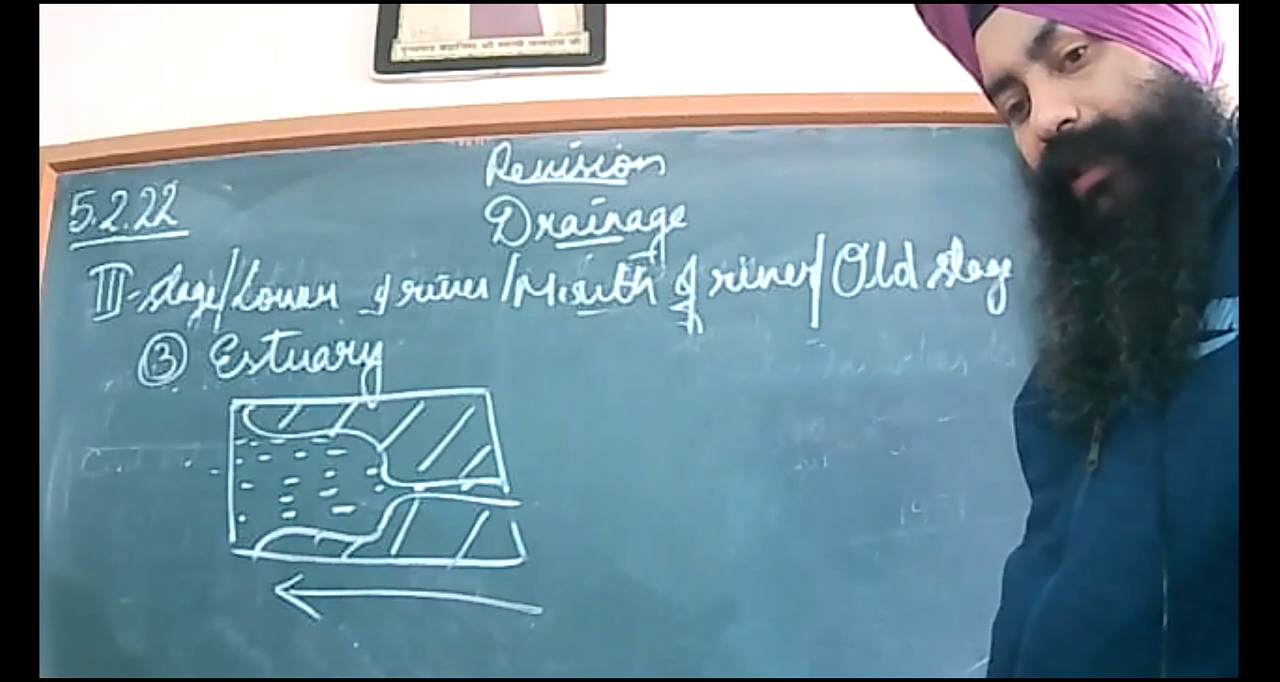 Revision
5.2.22
Drainage
III-stage/Lower of river/Mouth of river/Old stage
③ Estuary